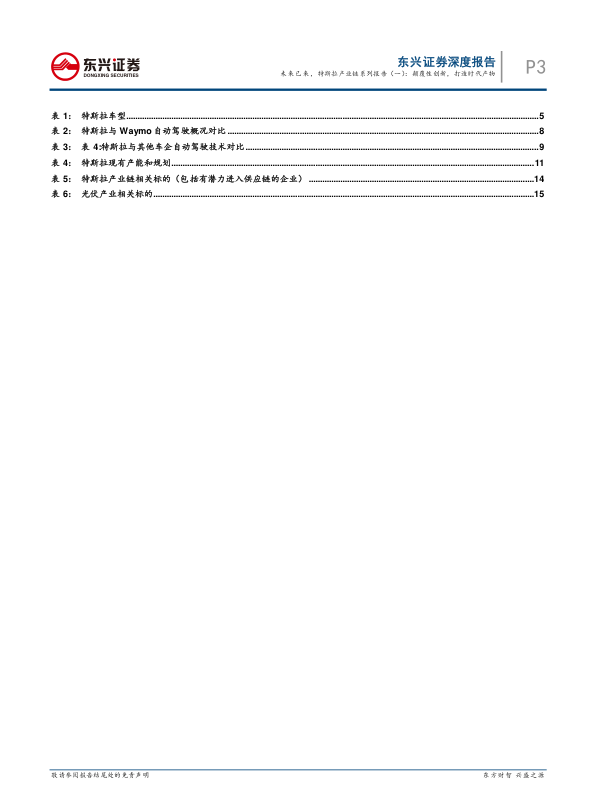 东兴证券
DONGXING SECURITIES
东兴证券深度报告
未来已来，特斯拉产业链系列报告（一）：颠覆性创新，打造时代产物
P3
表 1： 特斯拉车型 5
表 2： 特斯拉与 Waymo 自动驾驶概况对比 8
表 3： 表 4:特斯拉与其他车企自动驾驶技术对比 9
表 4： 特斯拉现有产能和规划 11
表 5： 特斯拉产业链相关标的（包括有潜力进入供应链的企业） 14
表 6： 光伏产业相关标的 15
敬请参阅报告结尾处的免责声明
东方财智 兴盛之源